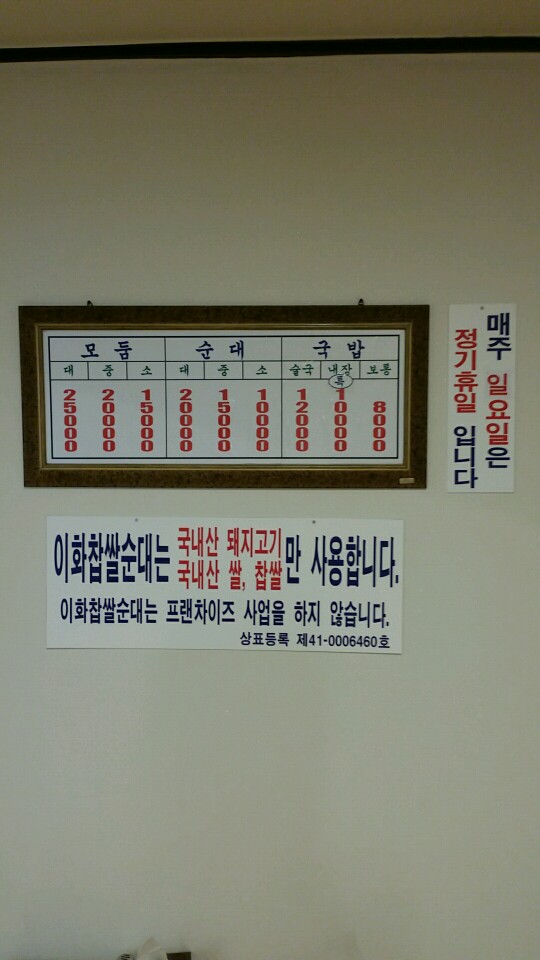 모듬 순대 국밥
대 중 소 대 중 소 술국 내장 보통
특
25000 20000 15000 20000 15000 10000 12000 10000 8000
매주 일요일은
정기휴일 입니다
이화찹쌀순대는 국내산 돼지고기 국내산 쌀, 찹쌀 만 사용합니다.
이화찹쌀순대는 프랜차이즈 사업을 하지 않습니다.
상표등록 제41-0006460호